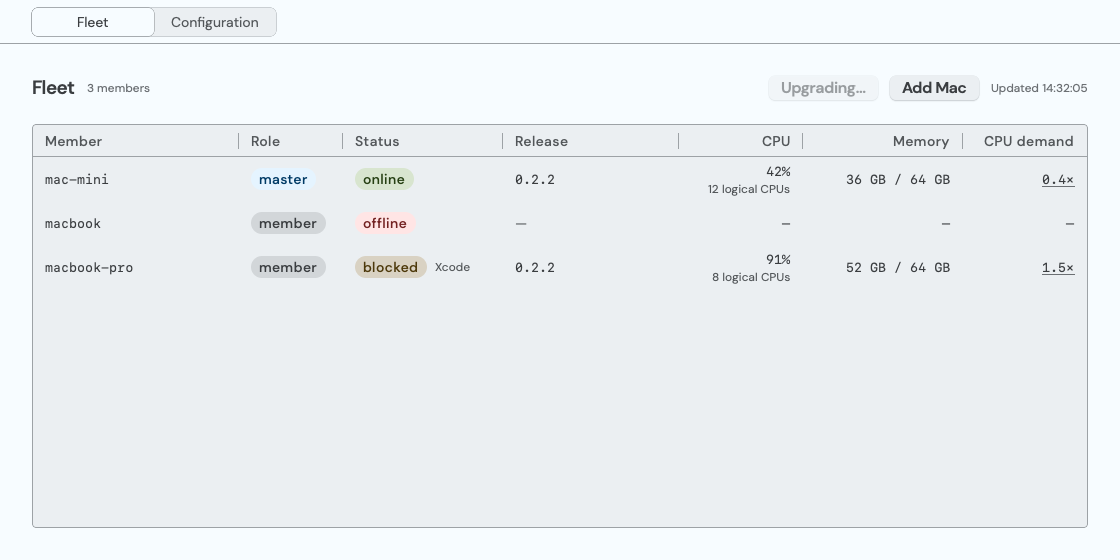 Fleet Configuration
Fleet 3 members Upgrading... Add Mac Updated 14:32:05
Member Role Status Release CPU Memory CPU demand
mac-mini master online 0.2.2 42% 36 GB / 64 GB 0.4×
12 logical CPUs
macbook member offline — — — —
macbook-pro member blocked Xcode 0.2.2 91% 52 GB / 64 GB 1.5×
8 logical CPUs